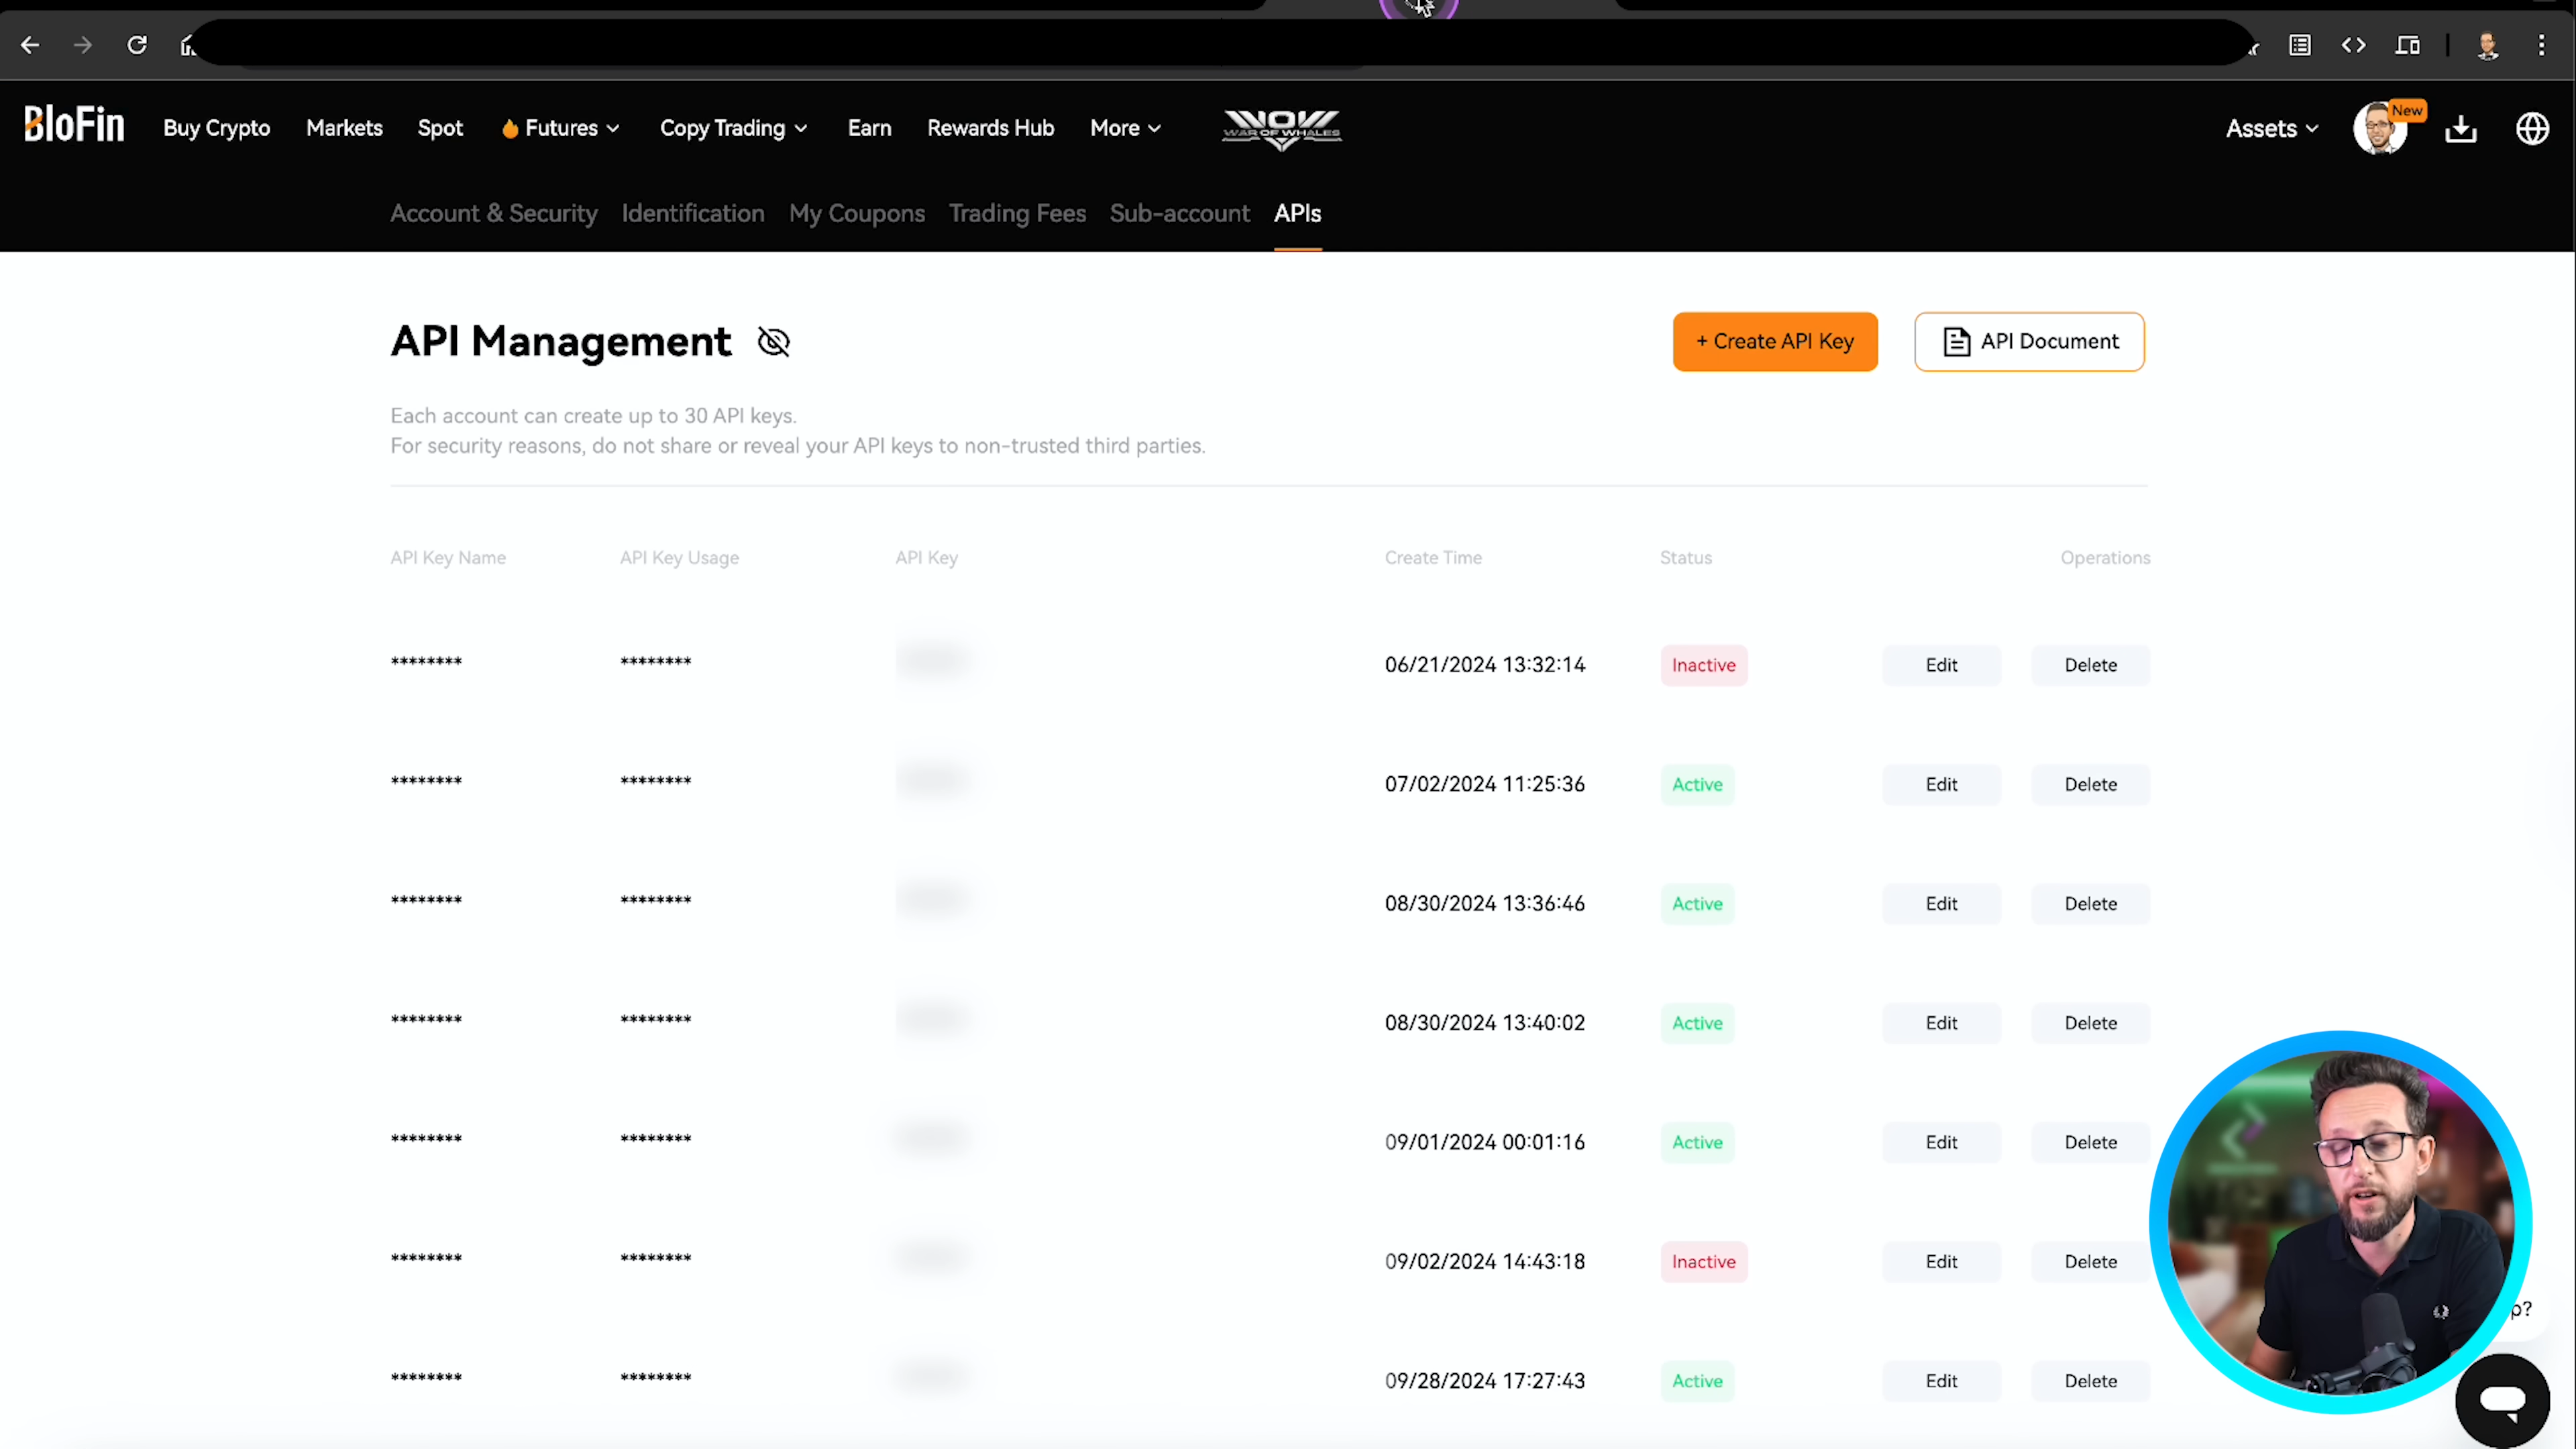 BloFin Buy Crypto Markets Spot Futures Copy Trading Earn Rewards Hub More WOW WAR OF WHALES Assets New
Account & Security Identification My Coupons Trading Fees Sub-account APIs
API Management + Create API Key API Document
Each account can create up to 30 API keys.
For security reasons, do not share or reveal your API keys to non-trusted third parties.
API Key Name API Key Usage API Key Create Time Status Operations
******** ******** 06/21/2024 13:32:14 Inactive Edit Delete
******** ******** 07/02/2024 11:25:36 Active Edit Delete
******** ******** 08/30/2024 13:36:46 Active Edit Delete
******** ******** 08/30/2024 13:40:02 Active Edit Delete
******** ******** 09/01/2024 00:01:16 Active Edit Delete
******** ******** 09/02/2024 14:43:18 Inactive Edit Delete
******** ******** 09/28/2024 17:27:43 Active Edit Delete